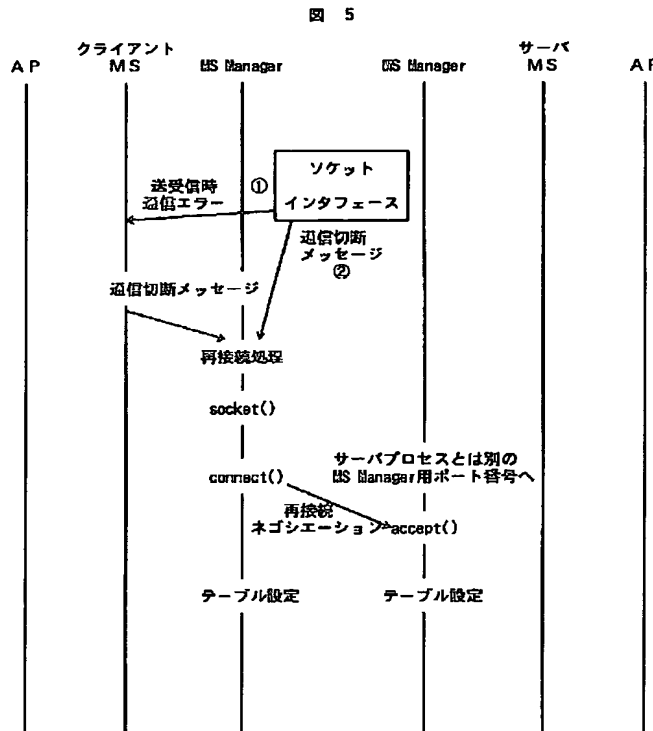 図 5
クライアント
サーバ
AP MS MS Manager MS Manager MS AP
ソケット
インタフェース
送受信時 ①
通信エラー
通信切断
メッセージ
②
通信切断メッセージ
再接続処理
socket()
サーバプロセスとは別の
connect() MS Manager用ポート番号へ
再接続
ネゴシエーション accept()
テーブル設定 テーブル設定